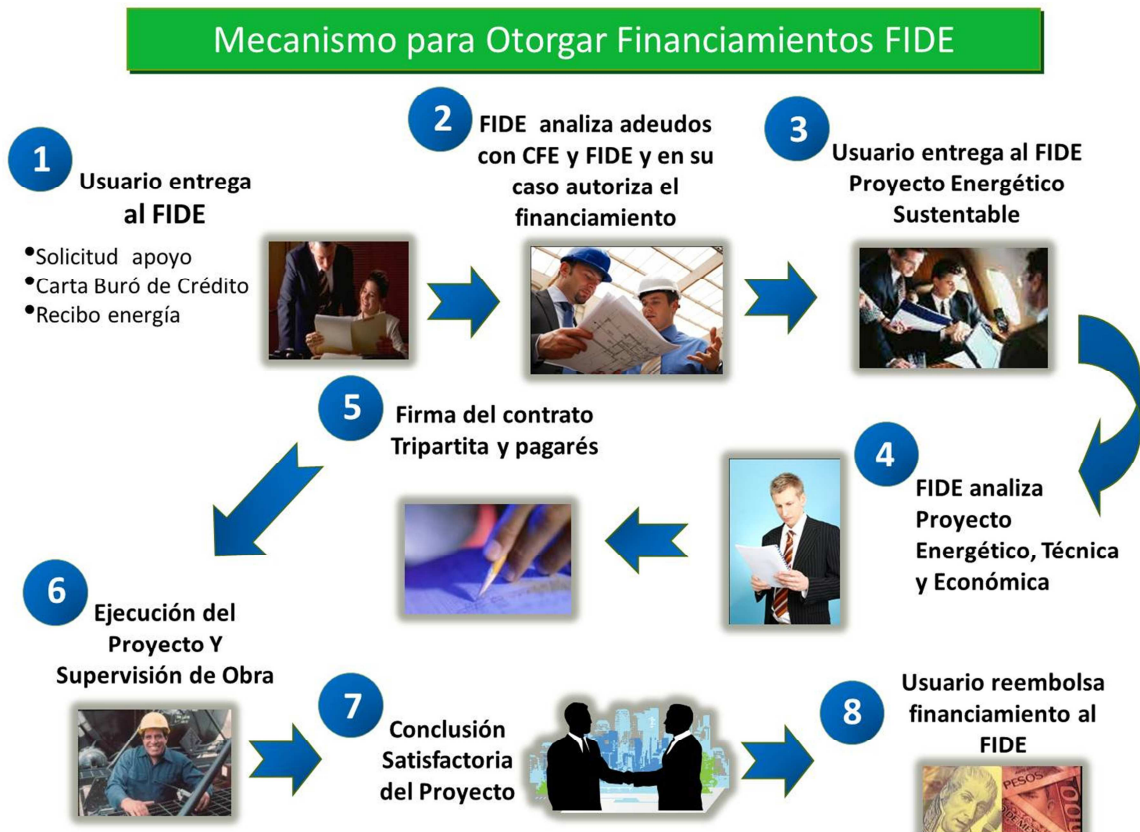 Mecanismo para Otorgar Financiamientos FIDE
1
Usuario entrega
al FIDE
•Solicitud apoyo
•Carta Buró de Crédito
•Recibo energía
2
FIDE analiza adeudos
con CFE y FIDE y en su
caso autoriza el
financiamiento
3
Usuario entrega al FIDE
Proyecto Energético
Sustentable
4
FIDE analiza
Proyecto
Energético, Técnica
y Económica
5
Firma del contrato
Tripartita y pagarés
6
Ejecución del
Proyecto Y
Supervisión de Obra
7
Conclusión
Satisfactoria
del Proyecto
8
Usuario reembolsa
financiamiento al
FIDE
PESOS